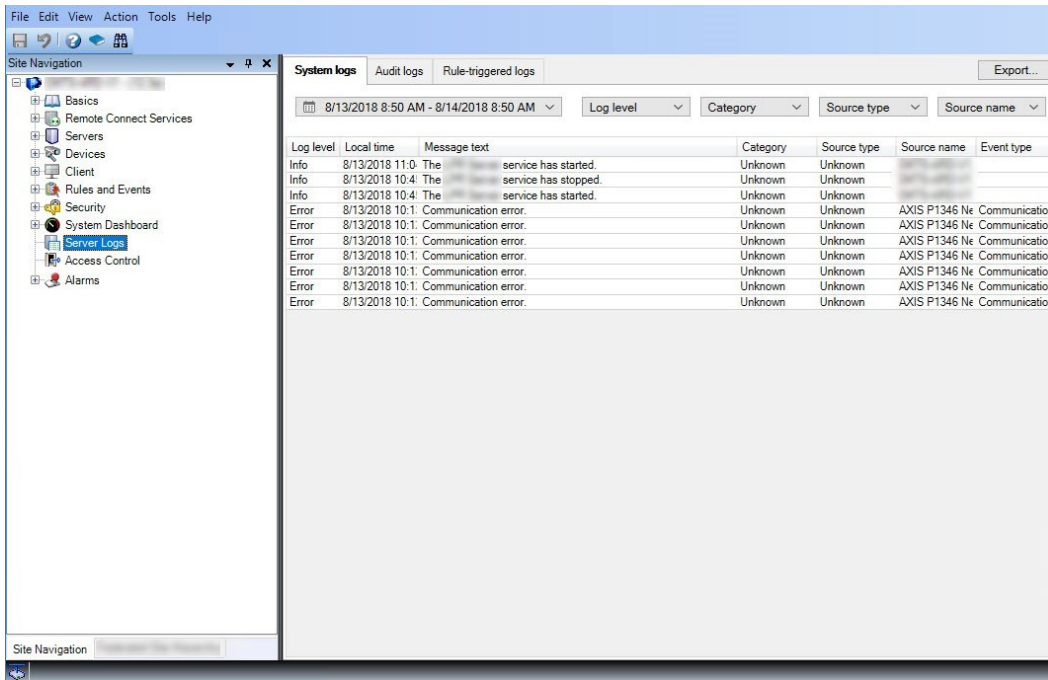 File Edit View Action Tools Help
Site Navigation
Basics
Remote Connect Services
Servers
Devices
Client
Rules and Events
Security
System Dashboard
Server Logs
Access Control
Alarms
Site Navigation
System logs Audit logs Rule-triggered logs Export...
8/13/2018 8:50 AM - 8/14/2018 8:50 AM Log level Category Source type Source name
Log level Local time Message text Category Source type Source name Event type
Info 8/13/2018 11:0 The service has started. Unknown Unknown
Info 8/13/2018 10:4 The service has stopped. Unknown Unknown
Info 8/13/2018 10:4 The service has started. Unknown Unknown
Error 8/13/2018 10:1 Communication error. Unknown Unknown AXIS P1346 Ne Communicatio
Error 8/13/2018 10:1 Communication error. Unknown Unknown AXIS P1346 Ne Communicatio
Error 8/13/2018 10:1 Communication error. Unknown Unknown AXIS P1346 Ne Communicatio
Error 8/13/2018 10:1 Communication error. Unknown Unknown AXIS P1346 Ne Communicatio
Error 8/13/2018 10:1 Communication error. Unknown Unknown AXIS P1346 Ne Communicatio
Error 8/13/2018 10:1 Communication error. Unknown Unknown AXIS P1346 Ne Communicatio
Error 8/13/2018 10:1 Communication error. Unknown Unknown AXIS P1346 Ne Communicatio